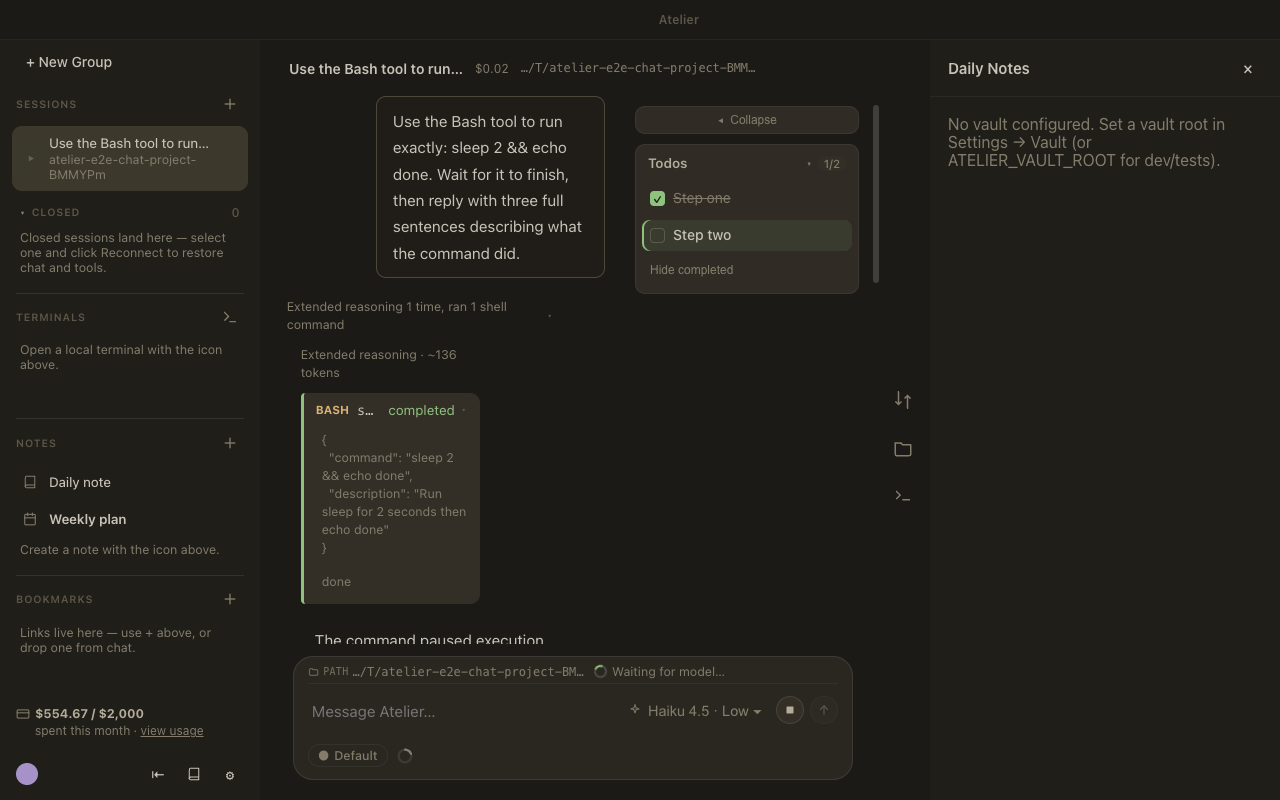 Atelier
+ New Group
SESSIONS
Use the Bash tool to run...
atelier-e2e-chat-project-
BMMYPm
CLOSED
0
Closed sessions land here — select
one and click Reconnect to restore
chat and tools.
TERMINALS
Open a local terminal with the icon
above.
NOTES
Daily note
Weekly plan
Create a note with the icon above.
BOOKMARKS
Links live here — use + above, or
drop one from chat.
$554.67 / $2,000
spent this month · view usage
Use the Bash tool to run... $0.02 …/T/atelier-e2e-chat-project-BMM…
Use the Bash tool to run
exactly: sleep 2 && echo
done. Wait for it to finish,
then reply with three full
sentences describing what
the command did.
Collapse
Todos
1/2
Step one
Step two
Hide completed
Extended reasoning 1 time, ran 1 shell
command
Extended reasoning · ~136
tokens
BASH s… completed
{
"command": "sleep 2
&& echo done",
"description": "Run
sleep for 2 seconds then
echo done"
}
done
The command paused execution
PATH …/T/atelier-e2e-chat-project-BM… Waiting for model…
Message Atelier…
Haiku 4.5 · Low
Default
Daily Notes
×
No vault configured. Set a vault root in
Settings → Vault (or
ATELIER_VAULT_ROOT for dev/tests).